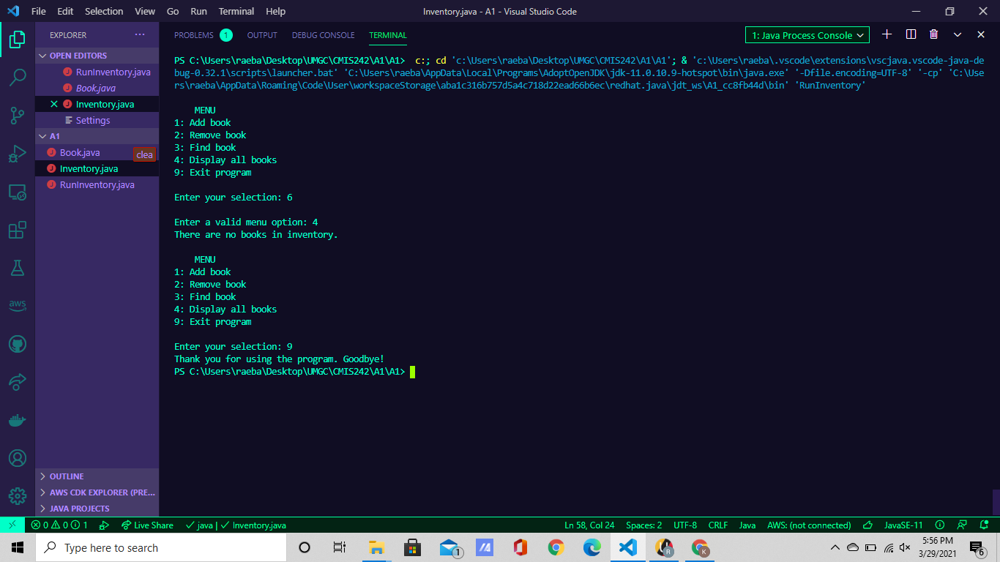 File Edit Selection View Go Run Terminal Help
Inventory.java - A1 - Visual Studio Code
EXPLORER ...
OPEN EDITORS
RunInventory.java
Book.java
Inventory.java
Settings
A1
Book.java
clea
Inventory.java
RunInventory.java
OUTLINE
AWS CDK EXPLORER (PRE...
JAVA PROJECTS
PROBLEMS 1 OUTPUT DEBUG CONSOLE TERMINAL
1: Java Process Console
PS C:\Users\raeba\Desktop\UMGC\CMIS242\A1\A1>  c:; cd 'c:\Users\raeba\Desktop\UMGC\CMIS242\A1\A1'; & 'c:\Users\raeba\.vscode\extensions\vscjava.vscode-java-de
bug-0.32.1\scripts\launcher.bat' 'C:\Users\raeba\AppData\Local\Programs\AdoptOpenJDK\jdk-11.0.10.9-hotspot\bin\java.exe' '-Dfile.encoding=UTF-8' '-cp' 'C:\Use
rs\raeba\AppData\Roaming\Code\User\workspaceStorage\aba1c316b757d5a4c718d22ead66b6ec\redhat.java\jdt_ws\A1_cc8fb44d\bin' 'RunInventory'
MENU
1: Add book
2: Remove book
3: Find book
4: Display all books
9: Exit program
Enter your selection: 6
Enter a valid menu option: 4
There are no books in inventory.
MENU
1: Add book
2: Remove book
3: Find book
4: Display all books
9: Exit program
Enter your selection: 9
Thank you for using the program. Goodbye!
PS C:\Users\raeba\Desktop\UMGC\CMIS242\A1\A1>
aws
0 0 1 Live Share java | Inventory.java
Ln 58, Col 24 Spaces: 2 UTF-8 CRLF Java AWS: (not connected) JavaSE-11
Type here to search
1
R
K
5:56 PM
3/29/2021
6